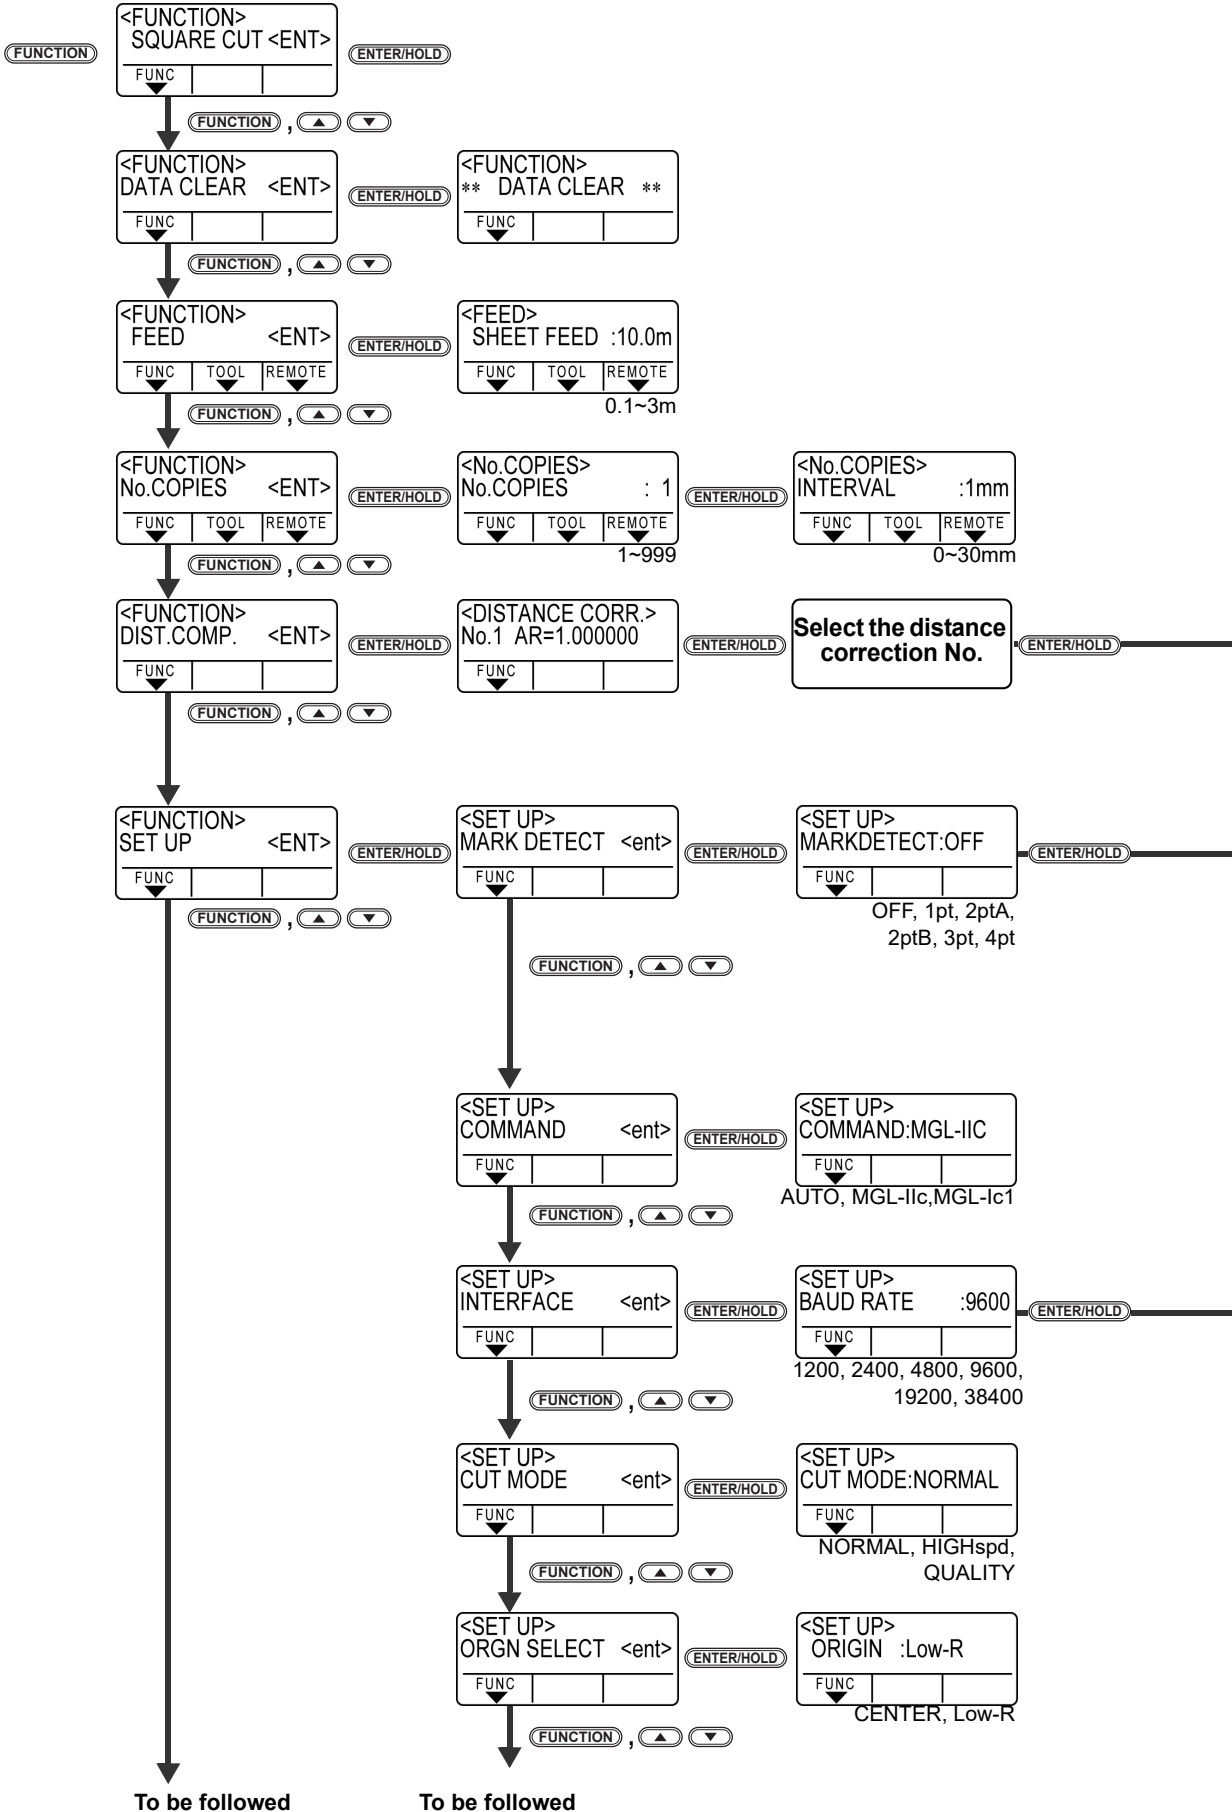 FUNCTION
<FUNCTION>
SQUARE CUT <ENT>
FUNC
ENTER/HOLD
FUNCTION , ▲ ▼
<FUNCTION>
DATA CLEAR <ENT>
FUNC
ENTER/HOLD
<FUNCTION>
** DATA CLEAR **
FUNC
FUNCTION , ▲ ▼
<FUNCTION>
FEED <ENT>
FUNC TOOL REMOTE
ENTER/HOLD
<FEED>
SHEET FEED :10.0m
FUNC TOOL REMOTE
0.1~3m
FUNCTION , ▲ ▼
<FUNCTION>
No.COPIES <ENT>
FUNC TOOL REMOTE
ENTER/HOLD
<No.COPIES>
No.COPIES : 1
FUNC TOOL REMOTE
1~999
ENTER/HOLD
<No.COPIES>
INTERVAL :1mm
FUNC TOOL REMOTE
0~30mm
FUNCTION , ▲ ▼
<FUNCTION>
DIST.COMP. <ENT>
FUNC
ENTER/HOLD
<DISTANCE CORR.>
No.1 AR=1.000000
FUNC
ENTER/HOLD
Select the distance
correction No.
ENTER/HOLD
FUNCTION , ▲ ▼
<FUNCTION>
SET UP <ENT>
FUNC
ENTER/HOLD
<SET UP>
MARK DETECT <ent>
FUNC
ENTER/HOLD
<SET UP>
MARKDETECT:OFF
FUNC
OFF, 1pt, 2ptA,
2ptB, 3pt, 4pt
ENTER/HOLD
FUNCTION , ▲ ▼
FUNCTION , ▲ ▼
<SET UP>
COMMAND <ent>
FUNC
ENTER/HOLD
<SET UP>
COMMAND:MGL-IIC
FUNC
AUTO, MGL-IIc,MGL-Ic1
FUNCTION , ▲ ▼
<SET UP>
INTERFACE <ent>
FUNC
ENTER/HOLD
<SET UP>
BAUD RATE :9600
FUNC
1200, 2400, 4800, 9600,
19200, 38400
ENTER/HOLD
FUNCTION , ▲ ▼
<SET UP>
CUT MODE <ent>
FUNC
ENTER/HOLD
<SET UP>
CUT MODE:NORMAL
FUNC
NORMAL, HIGHspd,
QUALITY
FUNCTION , ▲ ▼
<SET UP>
ORGN SELECT <ent>
FUNC
ENTER/HOLD
<SET UP>
ORIGIN :Low-R
FUNC
CENTER, Low-R
FUNCTION , ▲ ▼
To be followed
To be followed